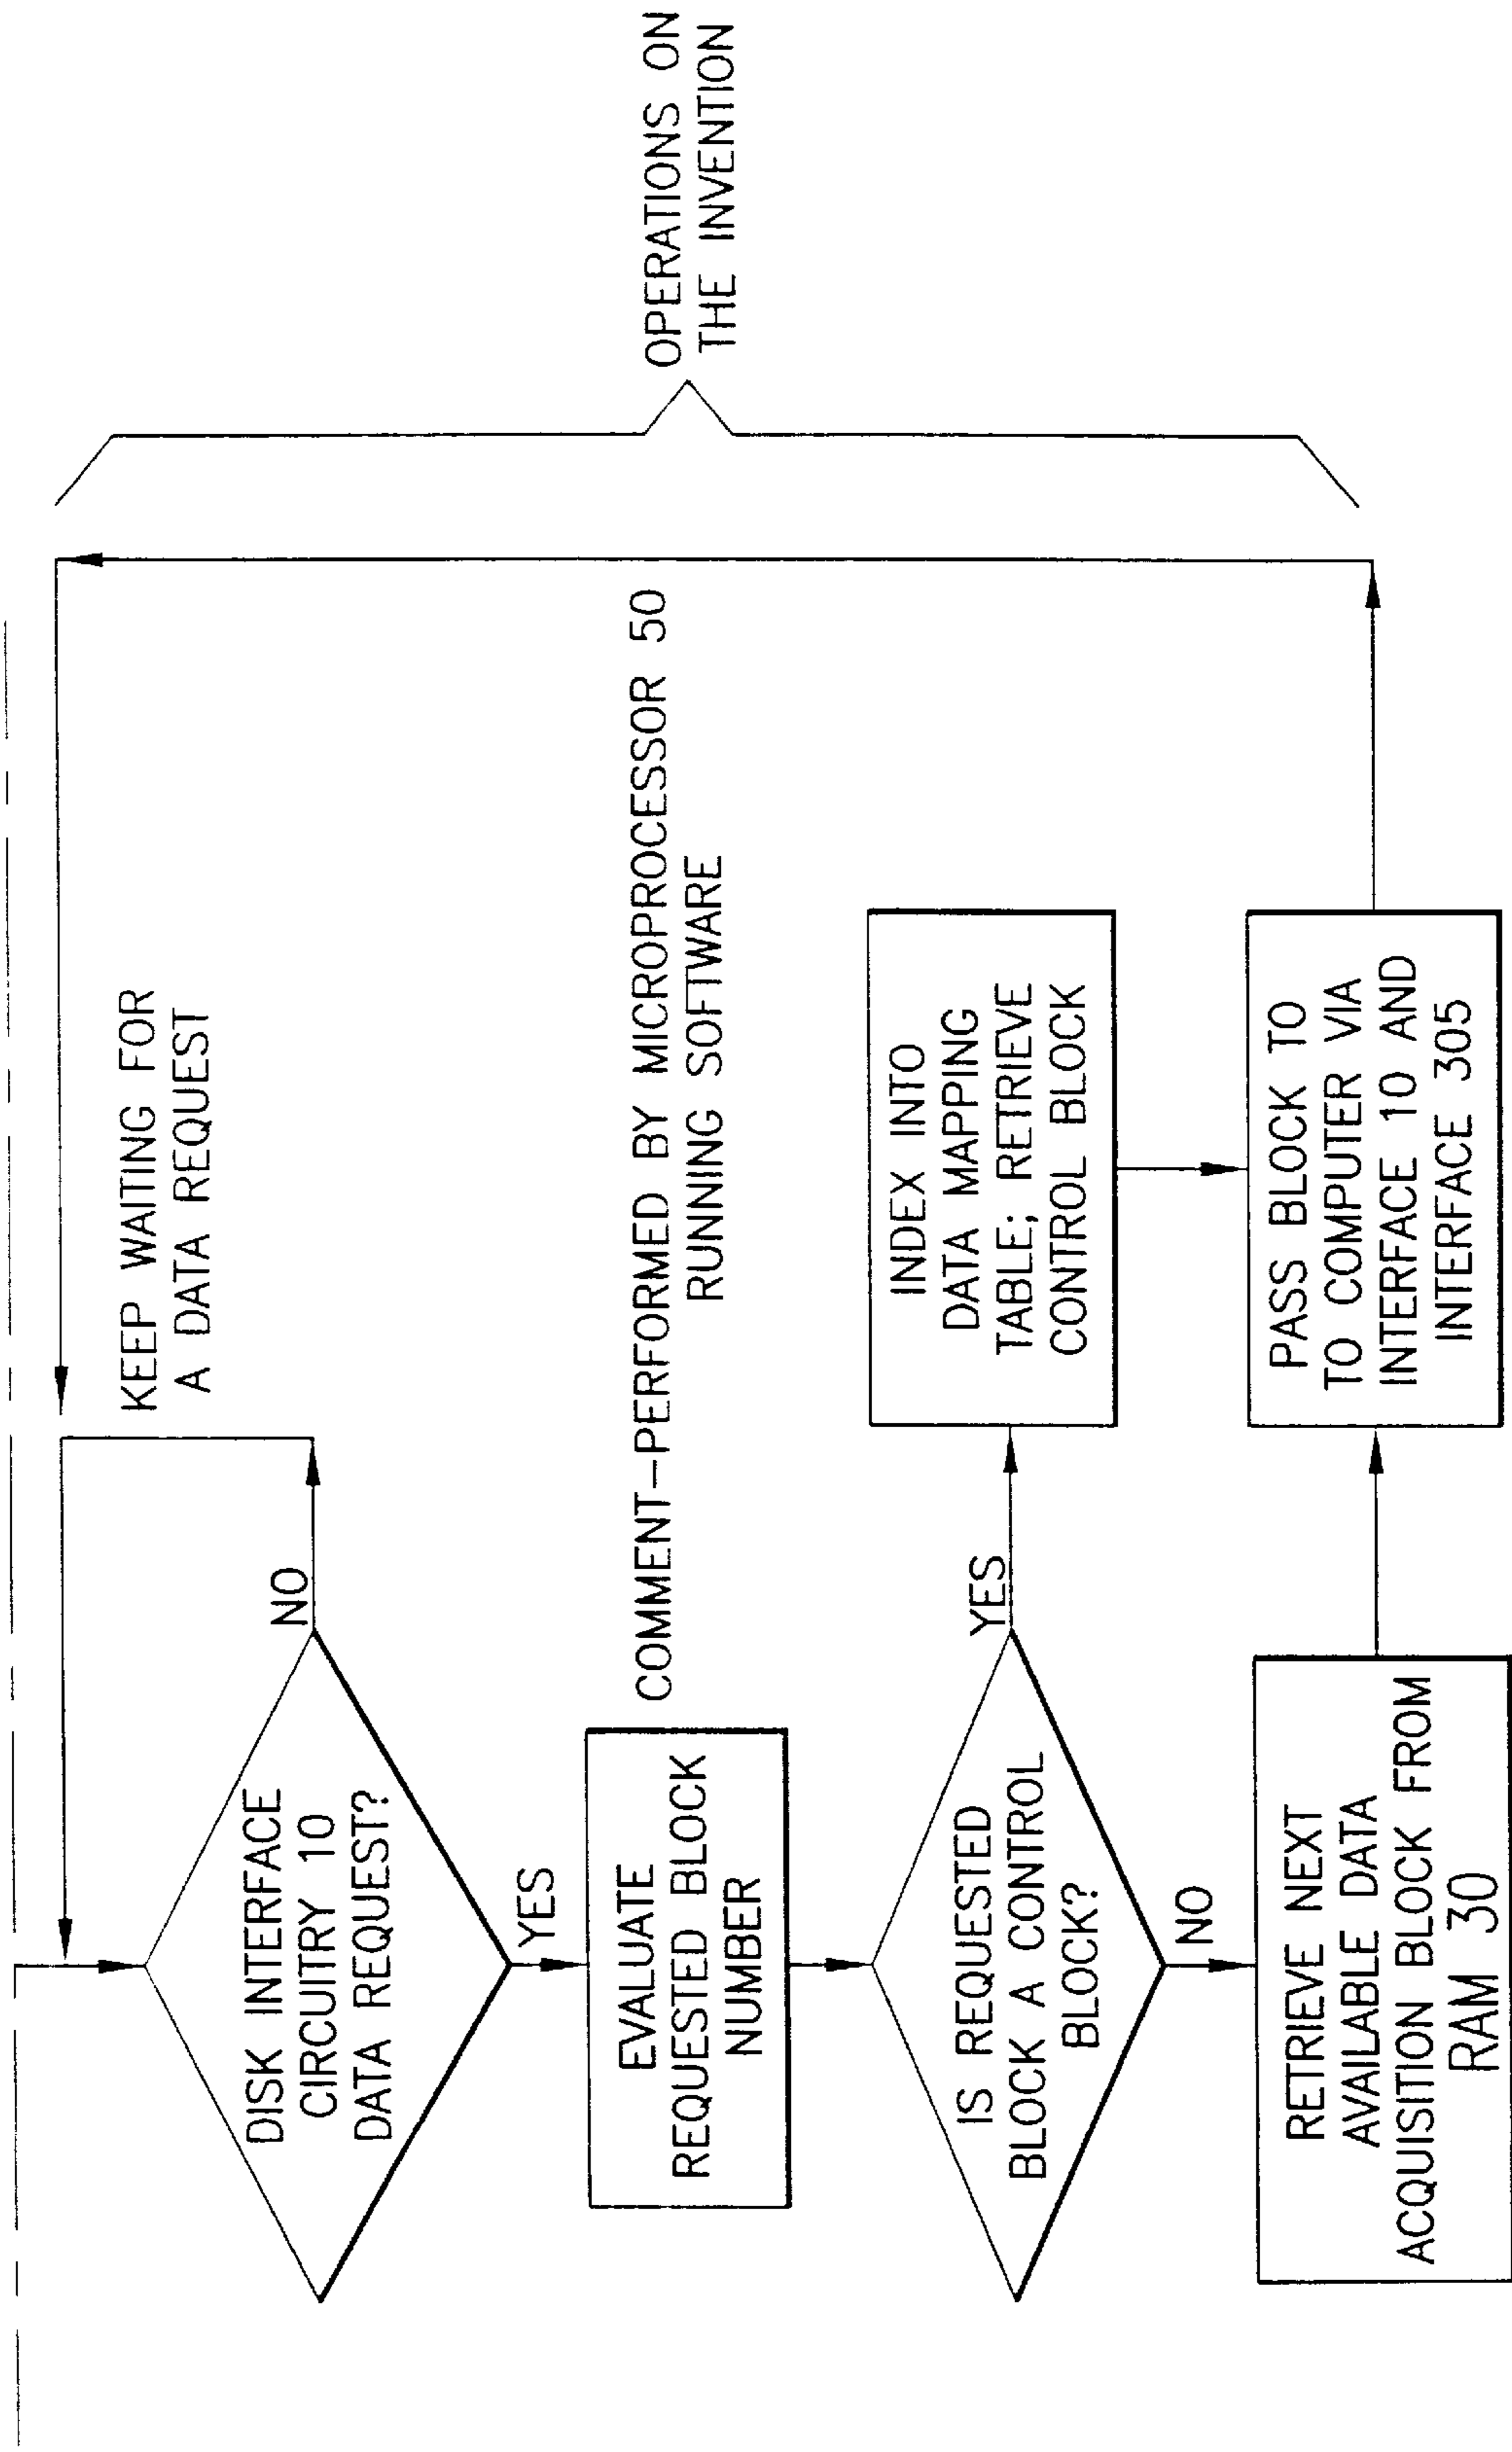 KEEP WAITING FOR
A DATA REQUEST
DISK INTERFACE
CIRCUITRY 10
DATA REQUEST?
NO
YES
EVALUATE
REQUESTED BLOCK
NUMBER
COMMENT-PERFORMED BY MICROPROCESSOR 50
RUNNING SOFTWARE
OPERATIONS ON
THE INVENTION
IS REQUESTED
BLOCK A CONTROL
BLOCK?
YES
INDEX INTO
DATA MAPPING
TABLE; RETRIEVE
CONTROL BLOCK
NO
RETRIEVE NEXT
AVAILABLE DATA
ACQUISITION BLOCK FROM
RAM 30
PASS BLOCK TO
TO COMPUTER VIA
INTERFACE 10 AND
INTERFACE 305